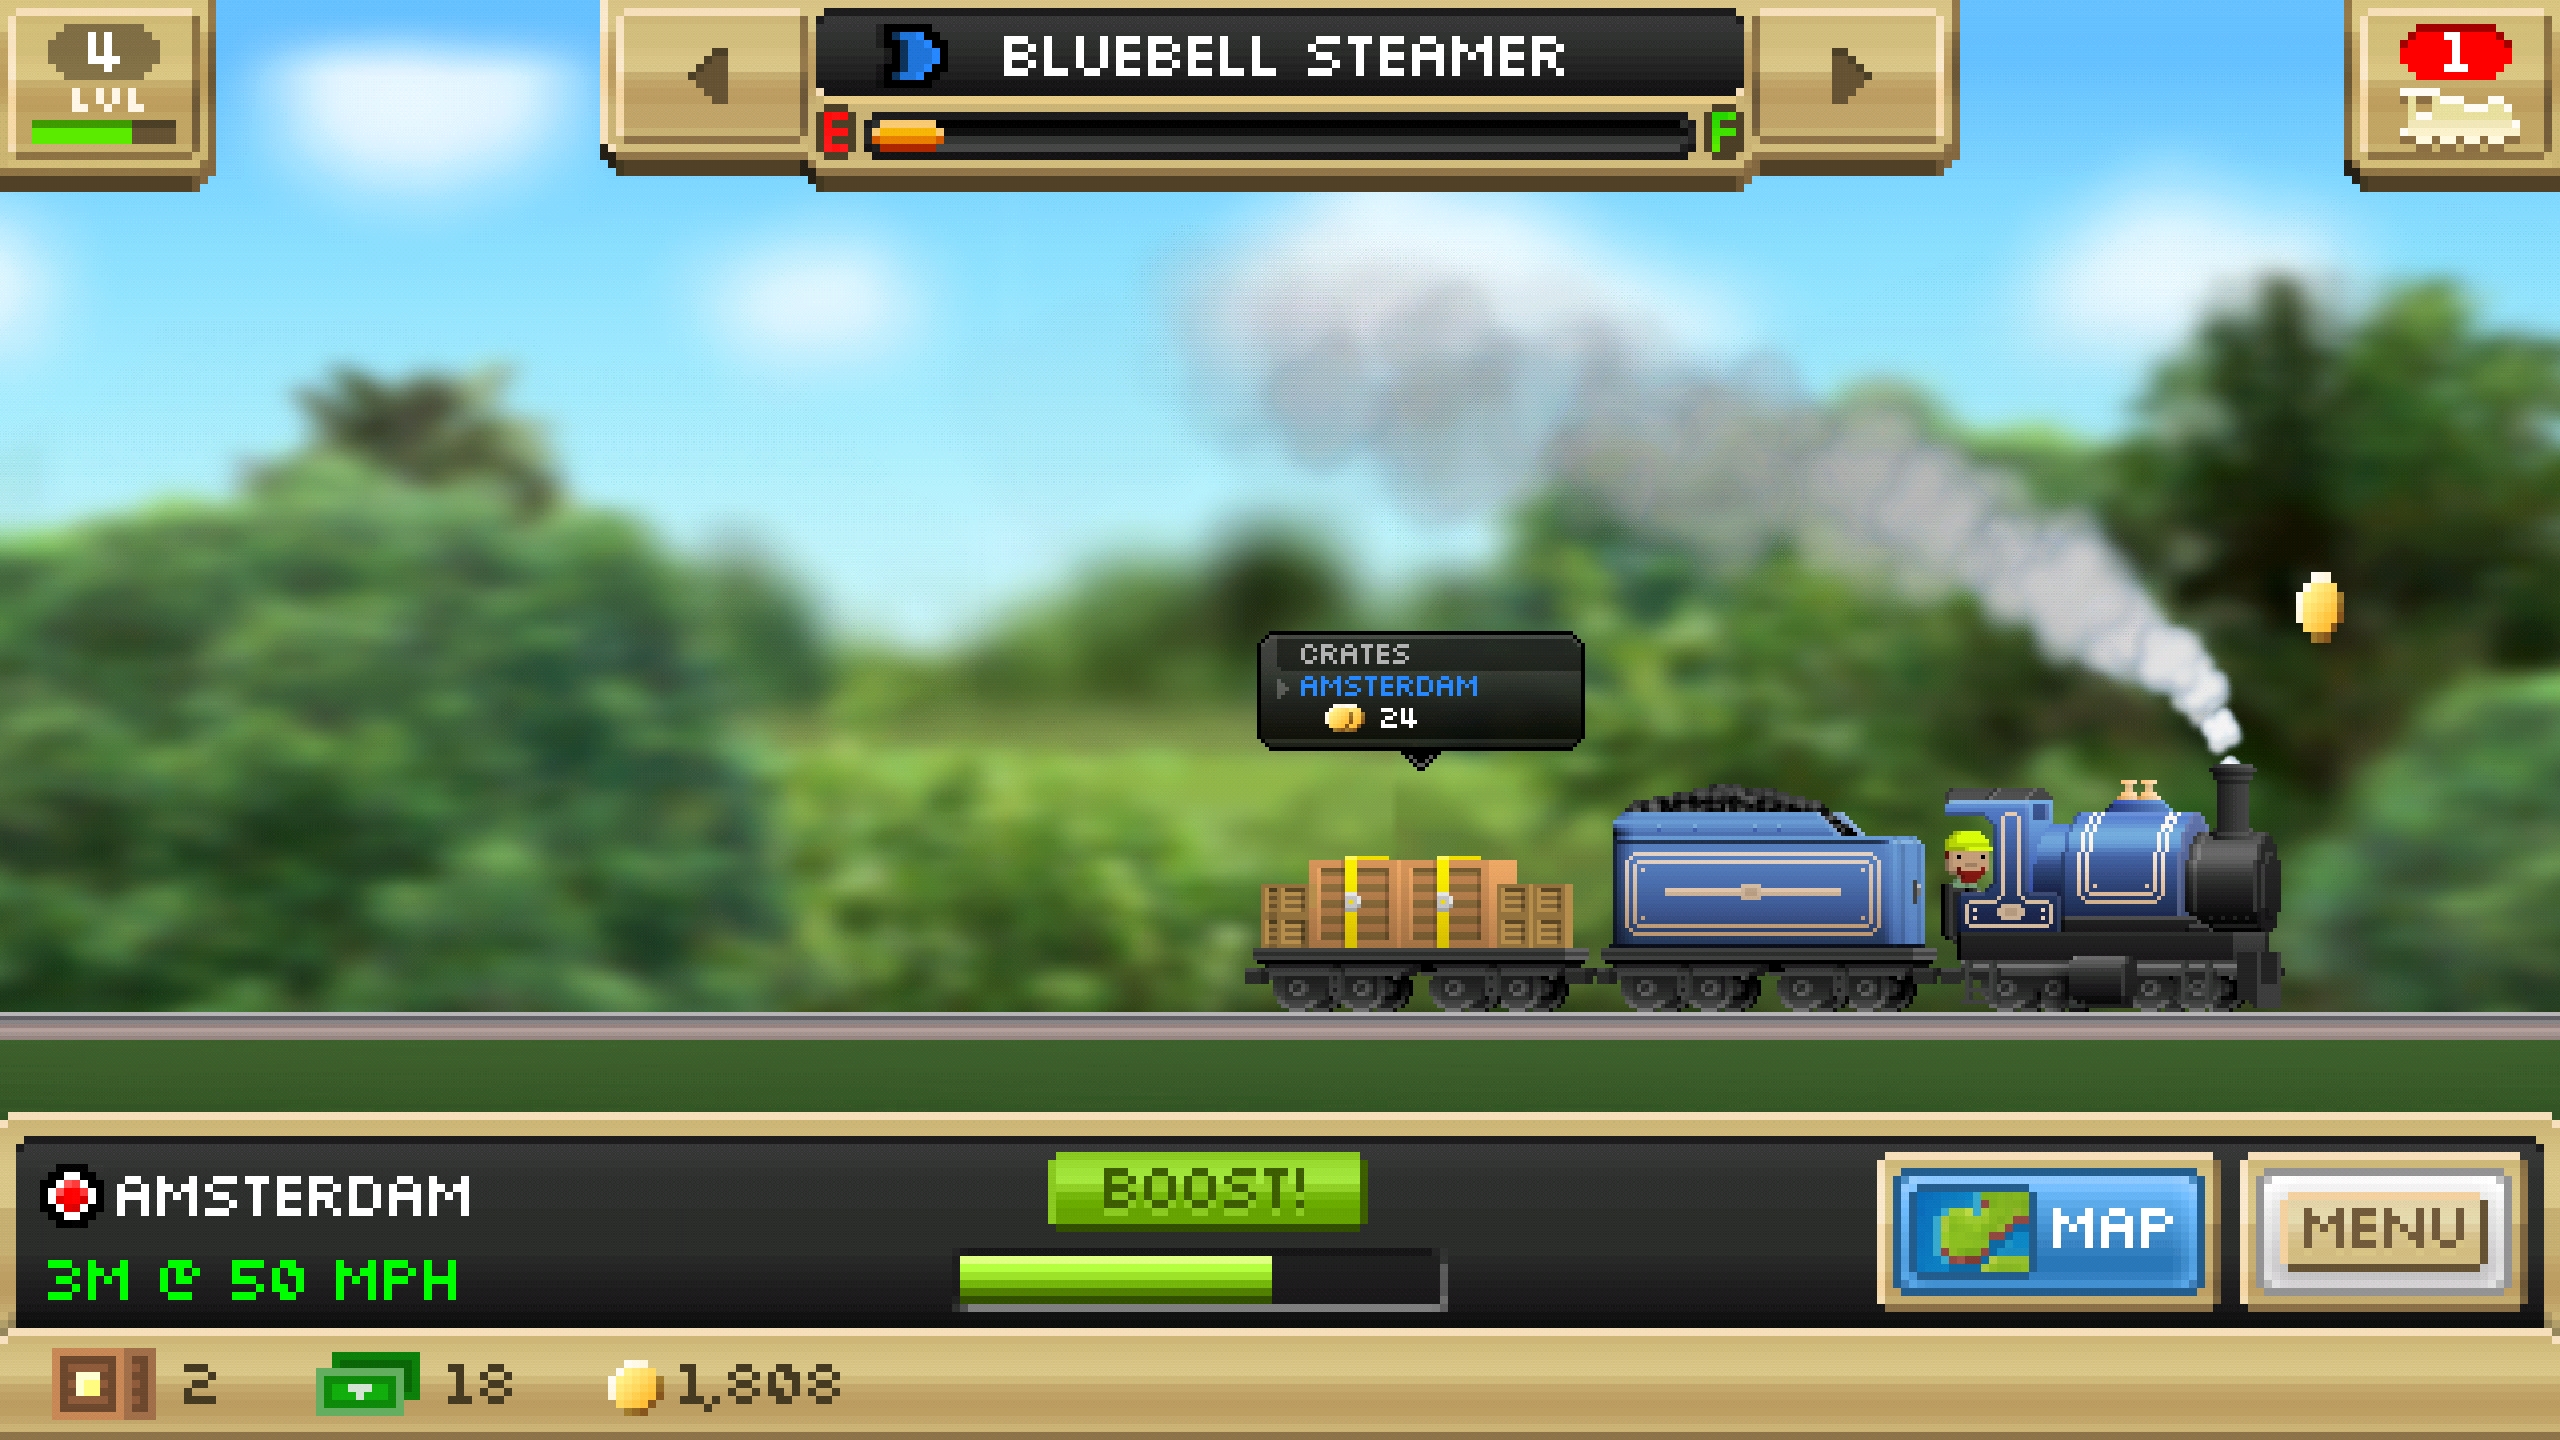 4
LVL
BLUEBELL STEAMER
E
F
1
CRATES
AMSTERDAM
24
AMSTERDAM
3M @ 50 MPH
BOOST!
MAP
MENU
2
18
1,808